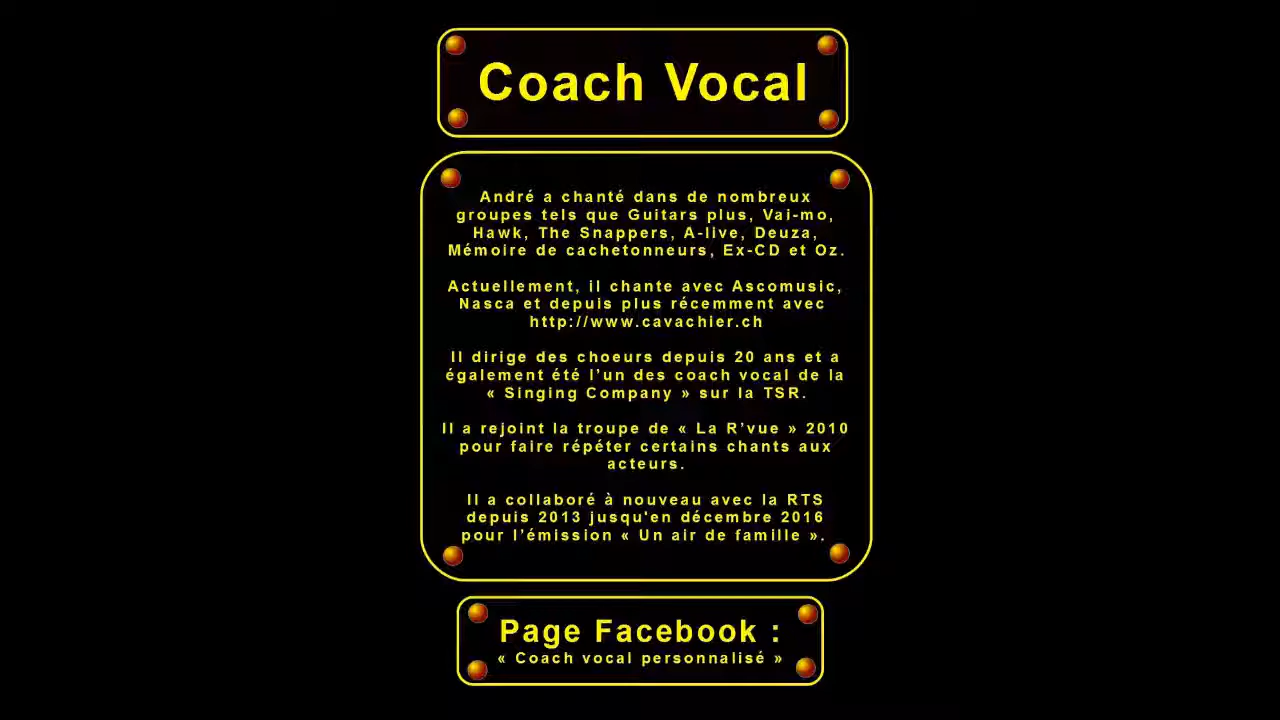 Coach Vocal
André a chanté dans de nombreux
groupes tels que Guitars plus, Vai-mo,
Hawk, The Snappers, A-live, Deuza,
Mémoire de cachetonneurs, Ex-CD et Oz.
Actuellement, il chante avec Ascomusic,
Nasca et depuis plus récemment avec
http://www.cavachier.ch
Il dirige des choeurs depuis 20 ans et a
également été l’un des coach vocal de la
« Singing Company » sur la TSR.
Il a rejoint la troupe de « La R’vue » 2010
pour faire répéter certains chants aux
acteurs.
Il a collaboré à nouveau avec la RTS
depuis 2013 jusqu'en décembre 2016
pour l’émission « Un air de famille ».
Page Facebook :
« Coach vocal personnalisé »